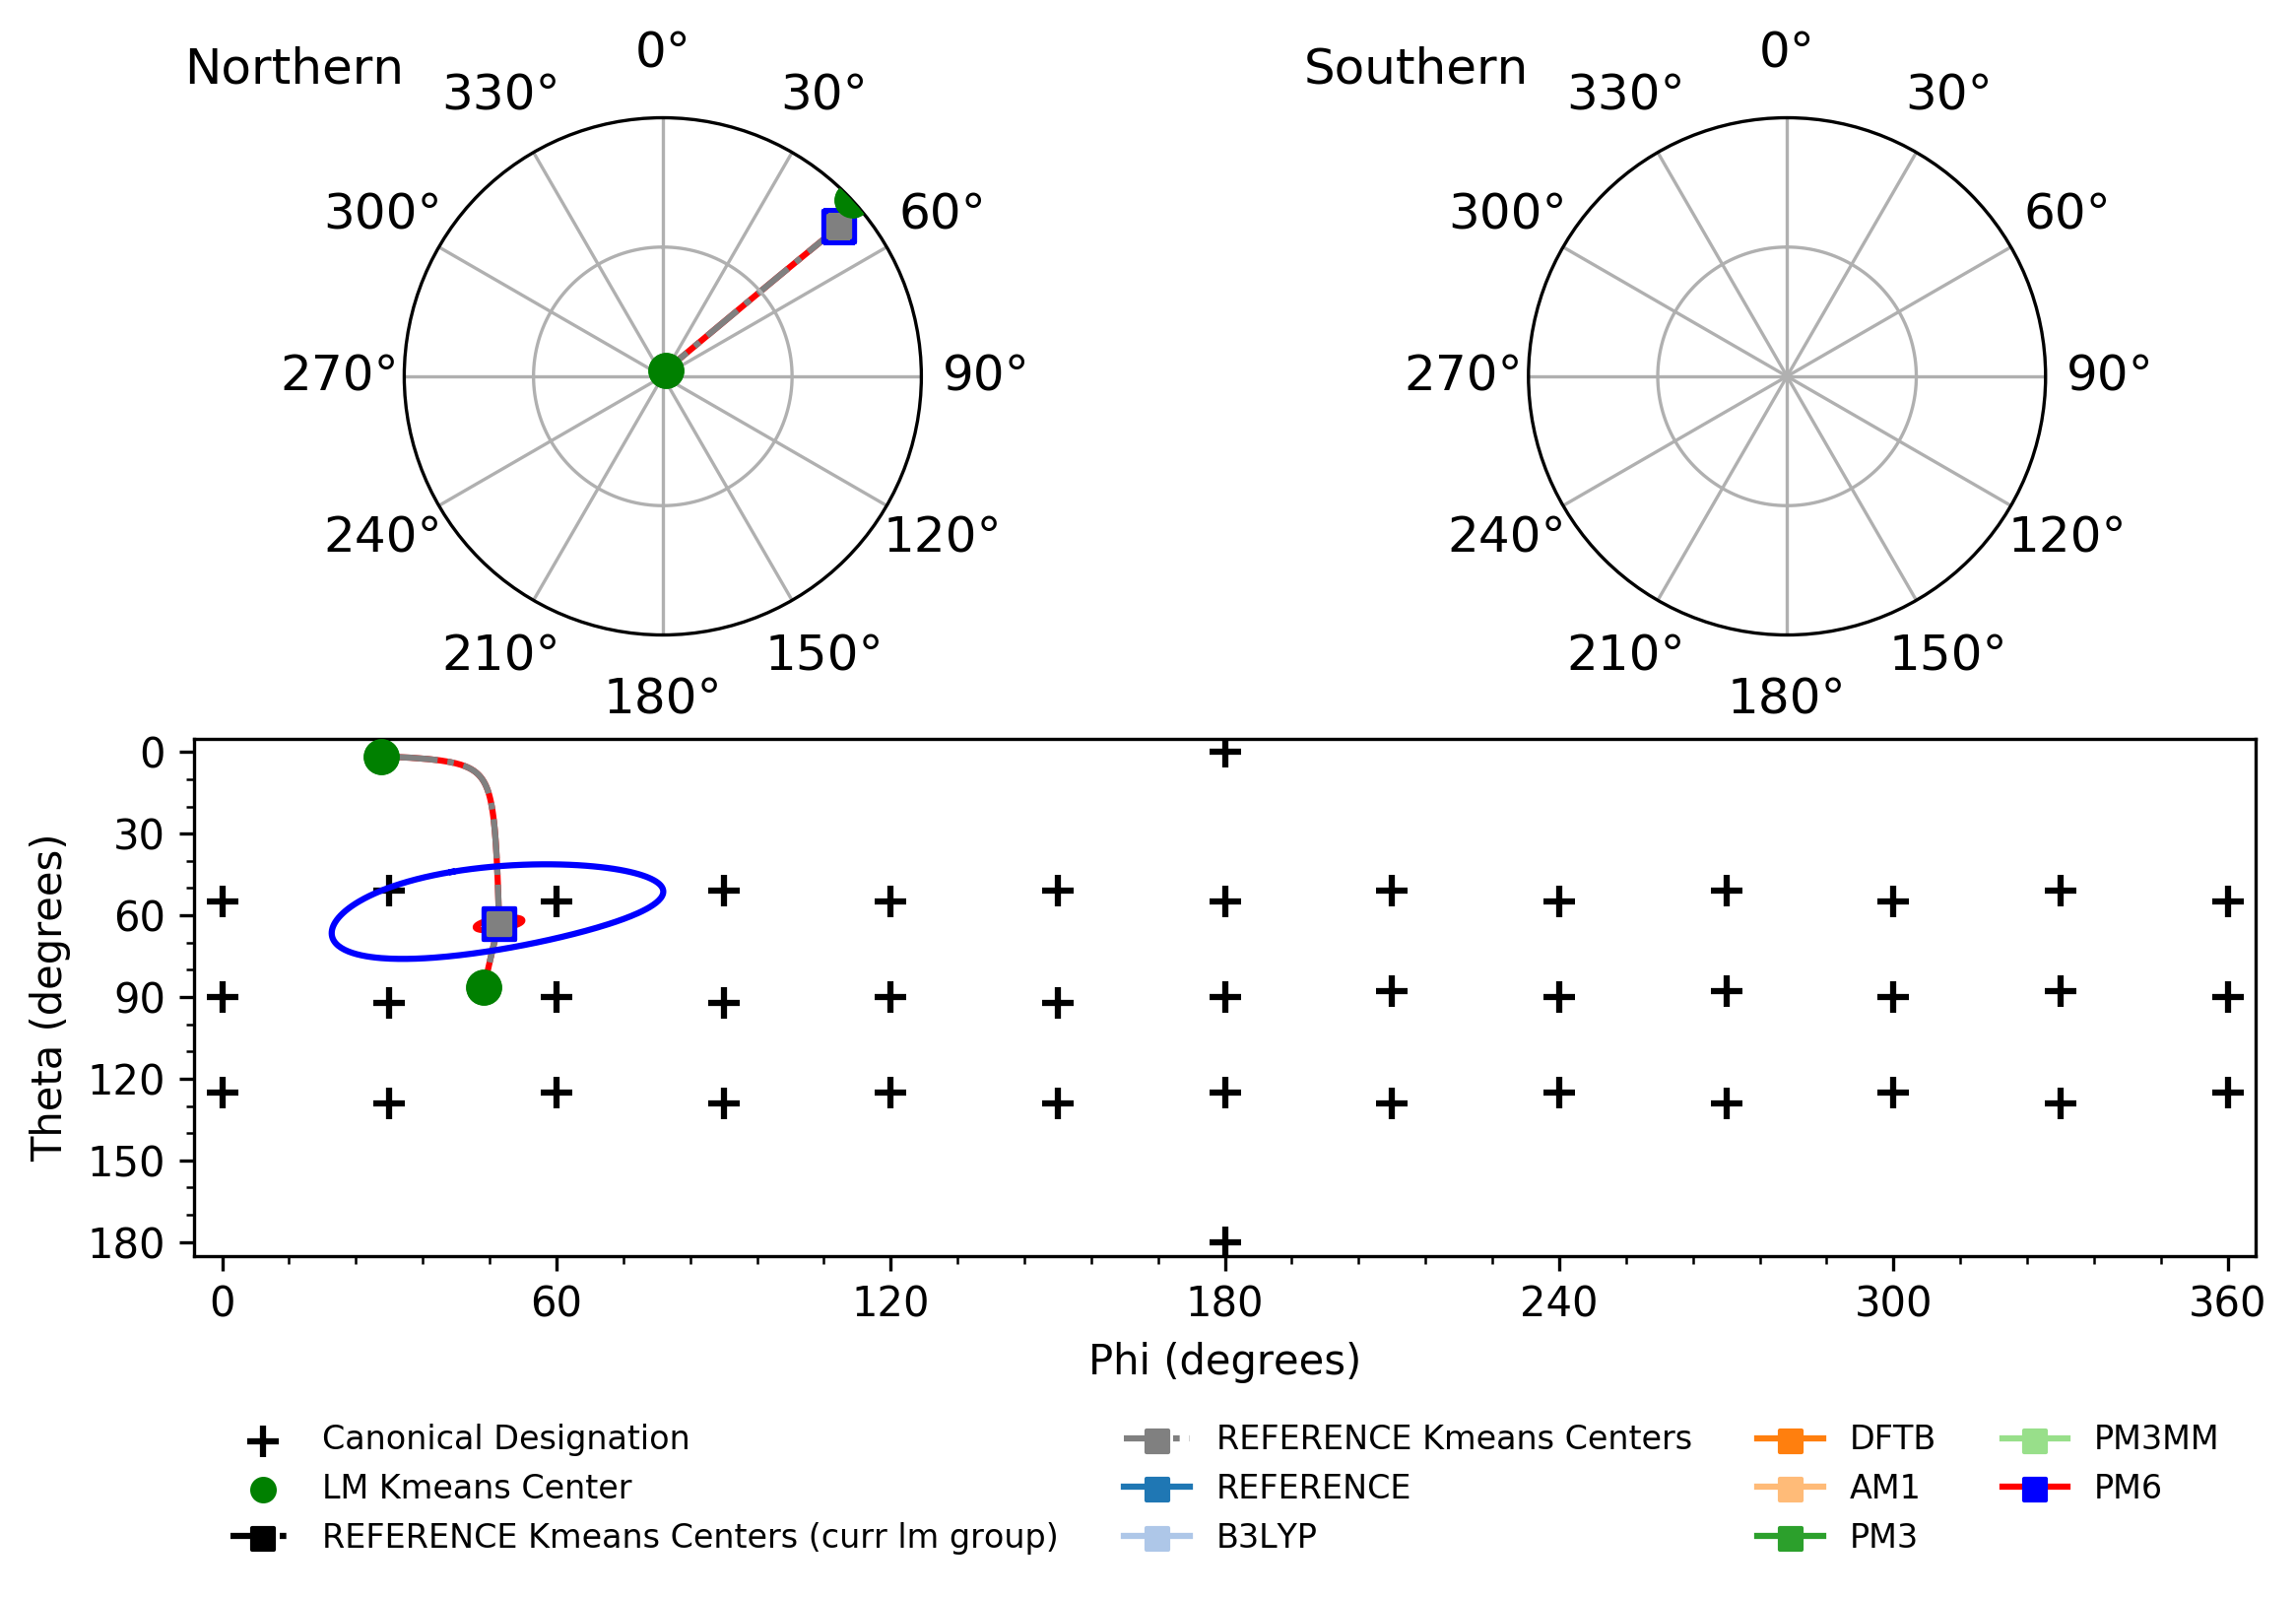 Northern
0°
30°
60°
90°
120°
150°
180°
210°
240°
270°
300°
330°
Southern
0°
30°
60°
90°
120°
150°
180°
210°
240°
270°
300°
330°
Theta (degrees)
0
30
60
90
120
150
180
0
60
120
180
240
300
360
Phi (degrees)
Canonical Designation
LM Kmeans Center
REFERENCE Kmeans Centers (curr lm group)
REFERENCE Kmeans Centers
REFERENCE
B3LYP
DFTB
AM1
PM3
PM3MM
PM6